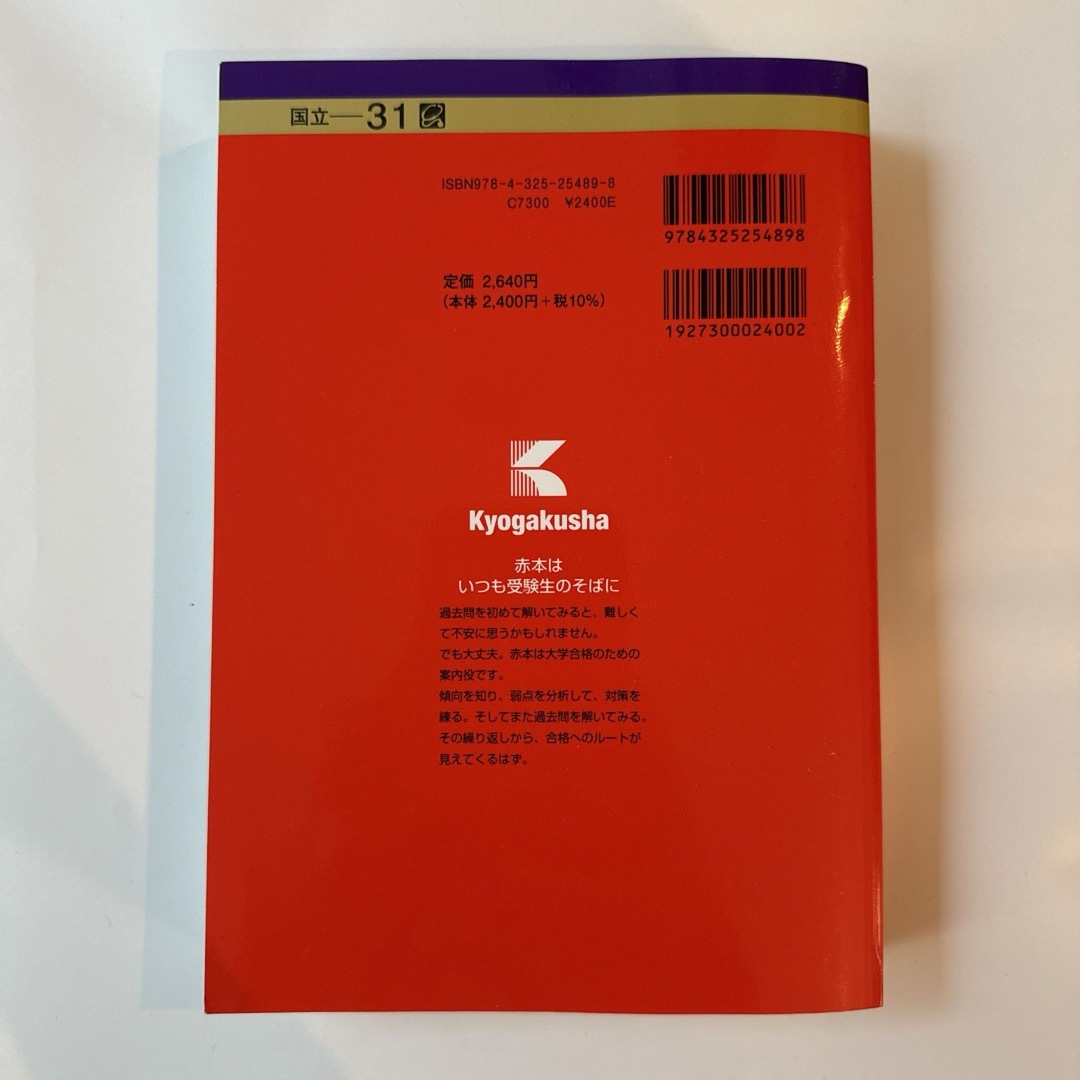 国立──31
ISBN978-4-325-25489-8
C7300 ¥2400E
9784325254898
定価 2,640円
(本体 2,400円+税10%)
1927300024002
Kyogakusha
赤本は
いつも受験生のそばに
過去問を初めて解いてみると、難しく
て不安に思うかもしれません。
でも大丈夫。赤本は大学合格のための
案内役です。
傾向を知り、弱点を分析して、対策を
練る。そしてまた過去問を解いてみる。
その繰り返しから、合格へのルートが
見えてくるはず。